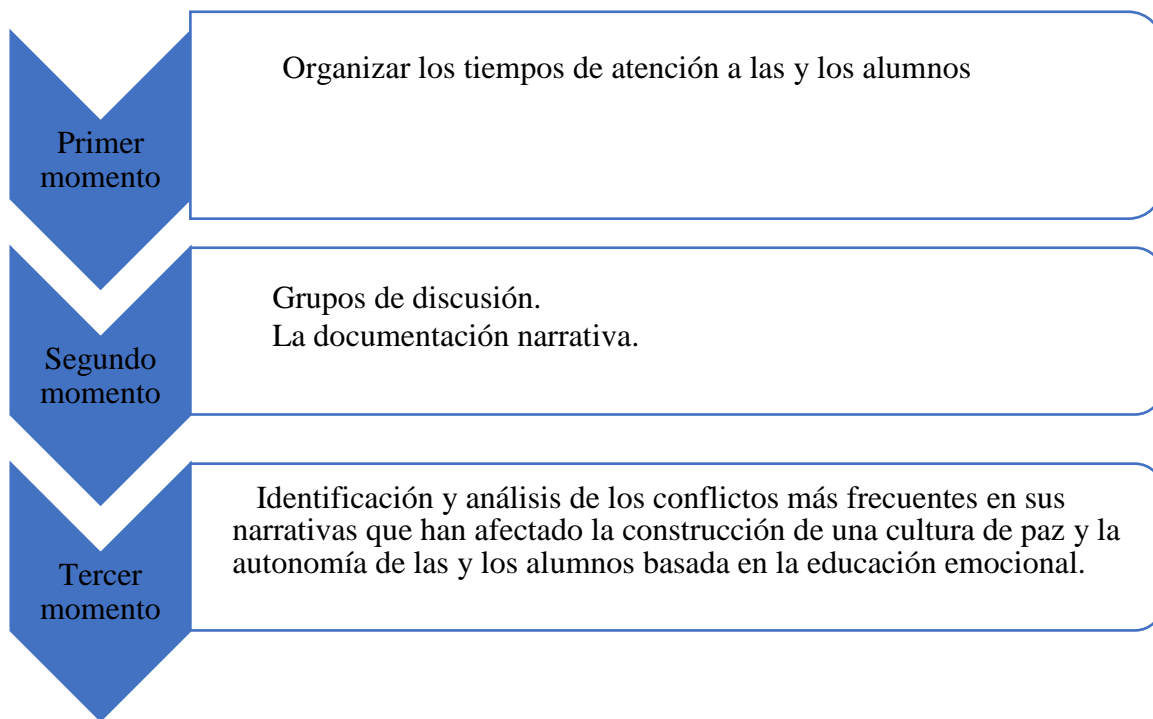 Organizar los tiempos de atención a las y los alumnos
Primer
momento
Grupos de discusión.
La documentación narrativa.
Segundo
momento
Identificación y análisis de los conflictos más frecuentes en sus
narrativas que han afectado la construcción de una cultura de paz y la
autonomía de las y los alumnos basada en la educación emocional.
Tercer
momento